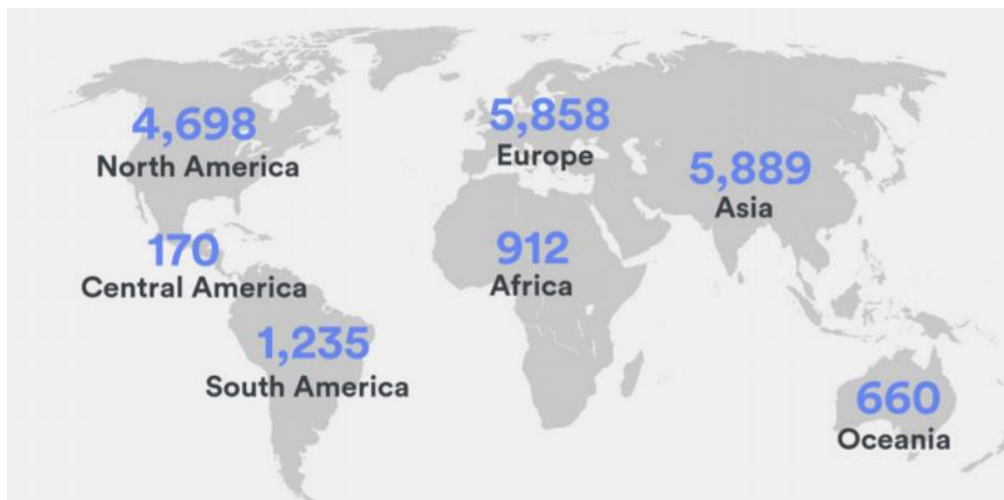 4,698
North America
5,858
Europe
5,889
Asia
170
Central America
912
Africa
1,235
South America
660
Oceania